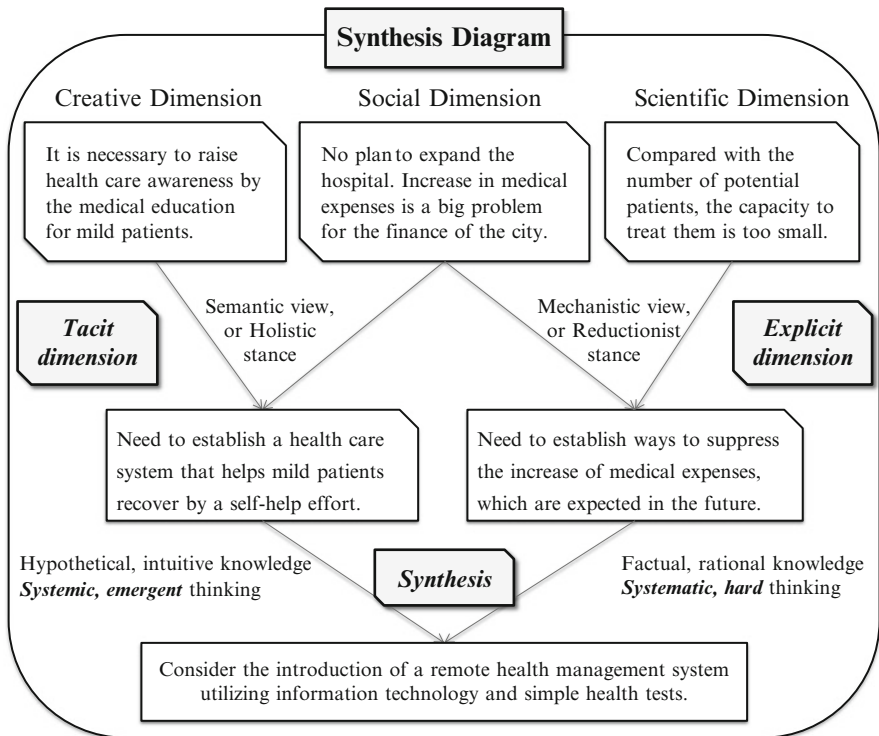 Synthesis Diagram
Creative Dimension
Social Dimension
Scientific Dimension
It is necessary to raise
health care awareness by
the medical education
for mild patients.
No plan to expand the
hospital. Increase in medical
expenses is a big problem
for the finance of the city.
Compared with the
number of potential
patients, the capacity to
treat them is too small.
Tacit
dimension
Semantic view,
or Holistic
stance
Mechanistic view,
or Reductionist
stance
Explicit
dimension
Need to establish a health care
system that helps mild patients
recover by a self-help effort.
Need to establish ways to suppress
the increase of medical expenses,
which are expected in the future.
Hypothetical, intuitive knowledge
Systemic, emergent thinking
Synthesis
Factual, rational knowledge
Systematic, hard thinking
Consider the introduction of a remote health management system
utilizing information technology and simple health tests.